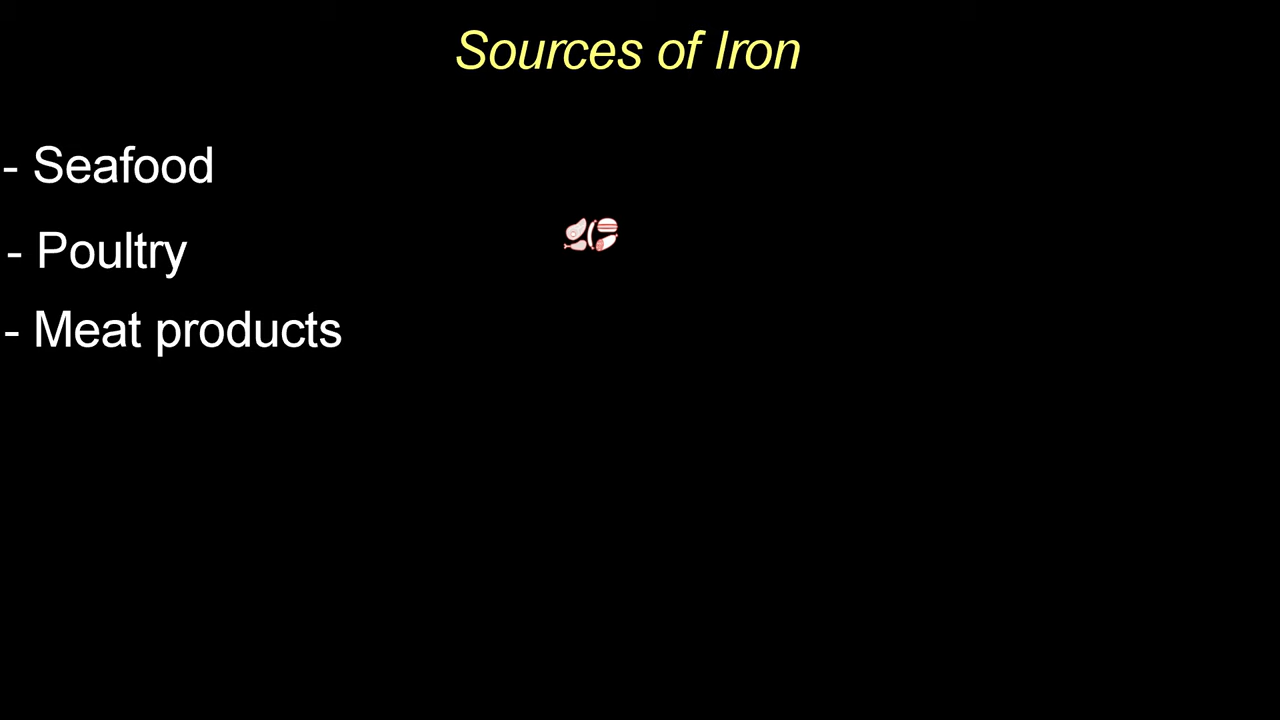 Sources of Iron
- Seafood
- Poultry
- Meat products